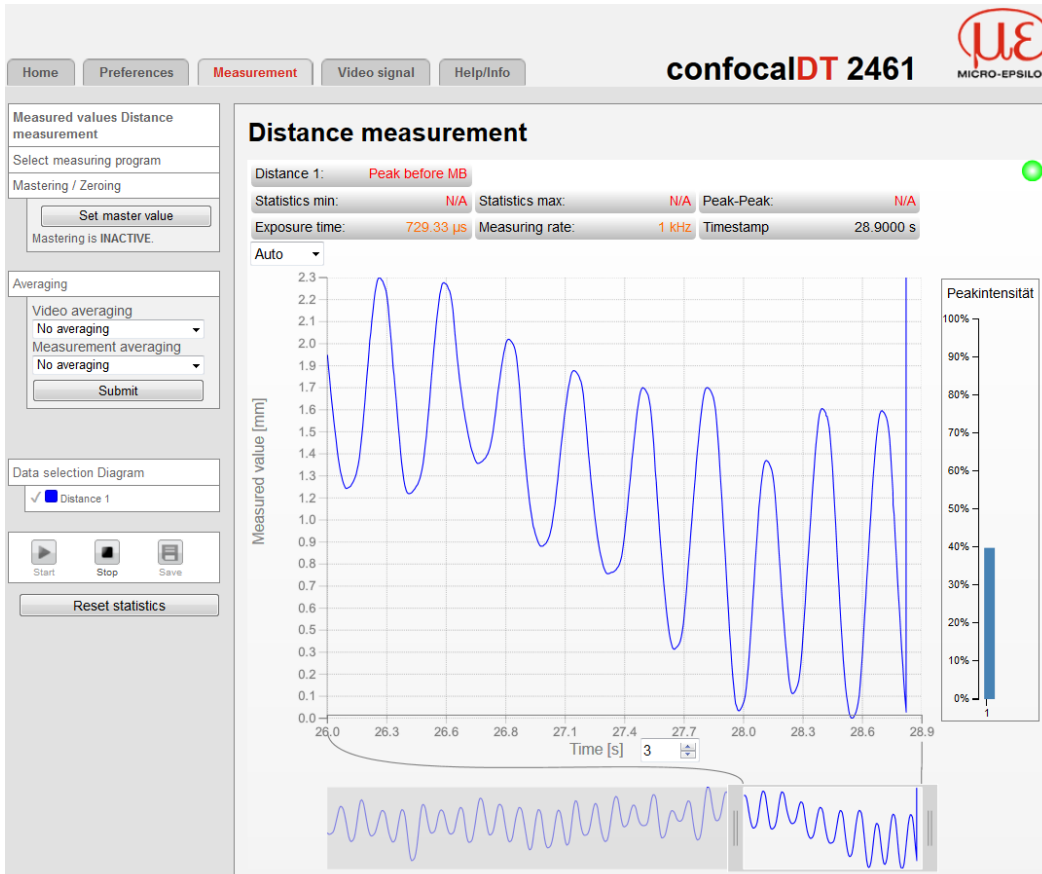 Home Preferences Measurement Video signal Help/Info confocalDT 2461
με
MICRO-EPSILO
Measured values Distance
measurement
Select measuring program
Mastering / Zeroing
Set master value
Mastering is INACTIVE.
Averaging
Video averaging
No averaging
Measurement averaging
No averaging
Submit
Data selection Diagram
Distance 1
Start Stop Save
Reset statistics
Distance measurement
Distance 1: Peak before MB
Statistics min: N/A Statistics max: N/A Peak-Peak: N/A
Exposure time: 729.33 µs Measuring rate: 1 kHz Timestamp 28.9000 s
Auto
Measured value [mm]
2.3
2.2
2.1
2.0
1.9
1.7
1.6
1.5
1.4
1.3
1.2
1.0
0.9
0.8
0.7
0.6
0.5
0.3
0.2
0.1
0.0
26.0 26.3 26.6 26.8 27.1 27.4 27.7 28.0 28.3 28.6 28.9
Time [s] 3
Peakintensität
100%
90%
80%
70%
60%
50%
40%
30%
20%
10%
0%
1